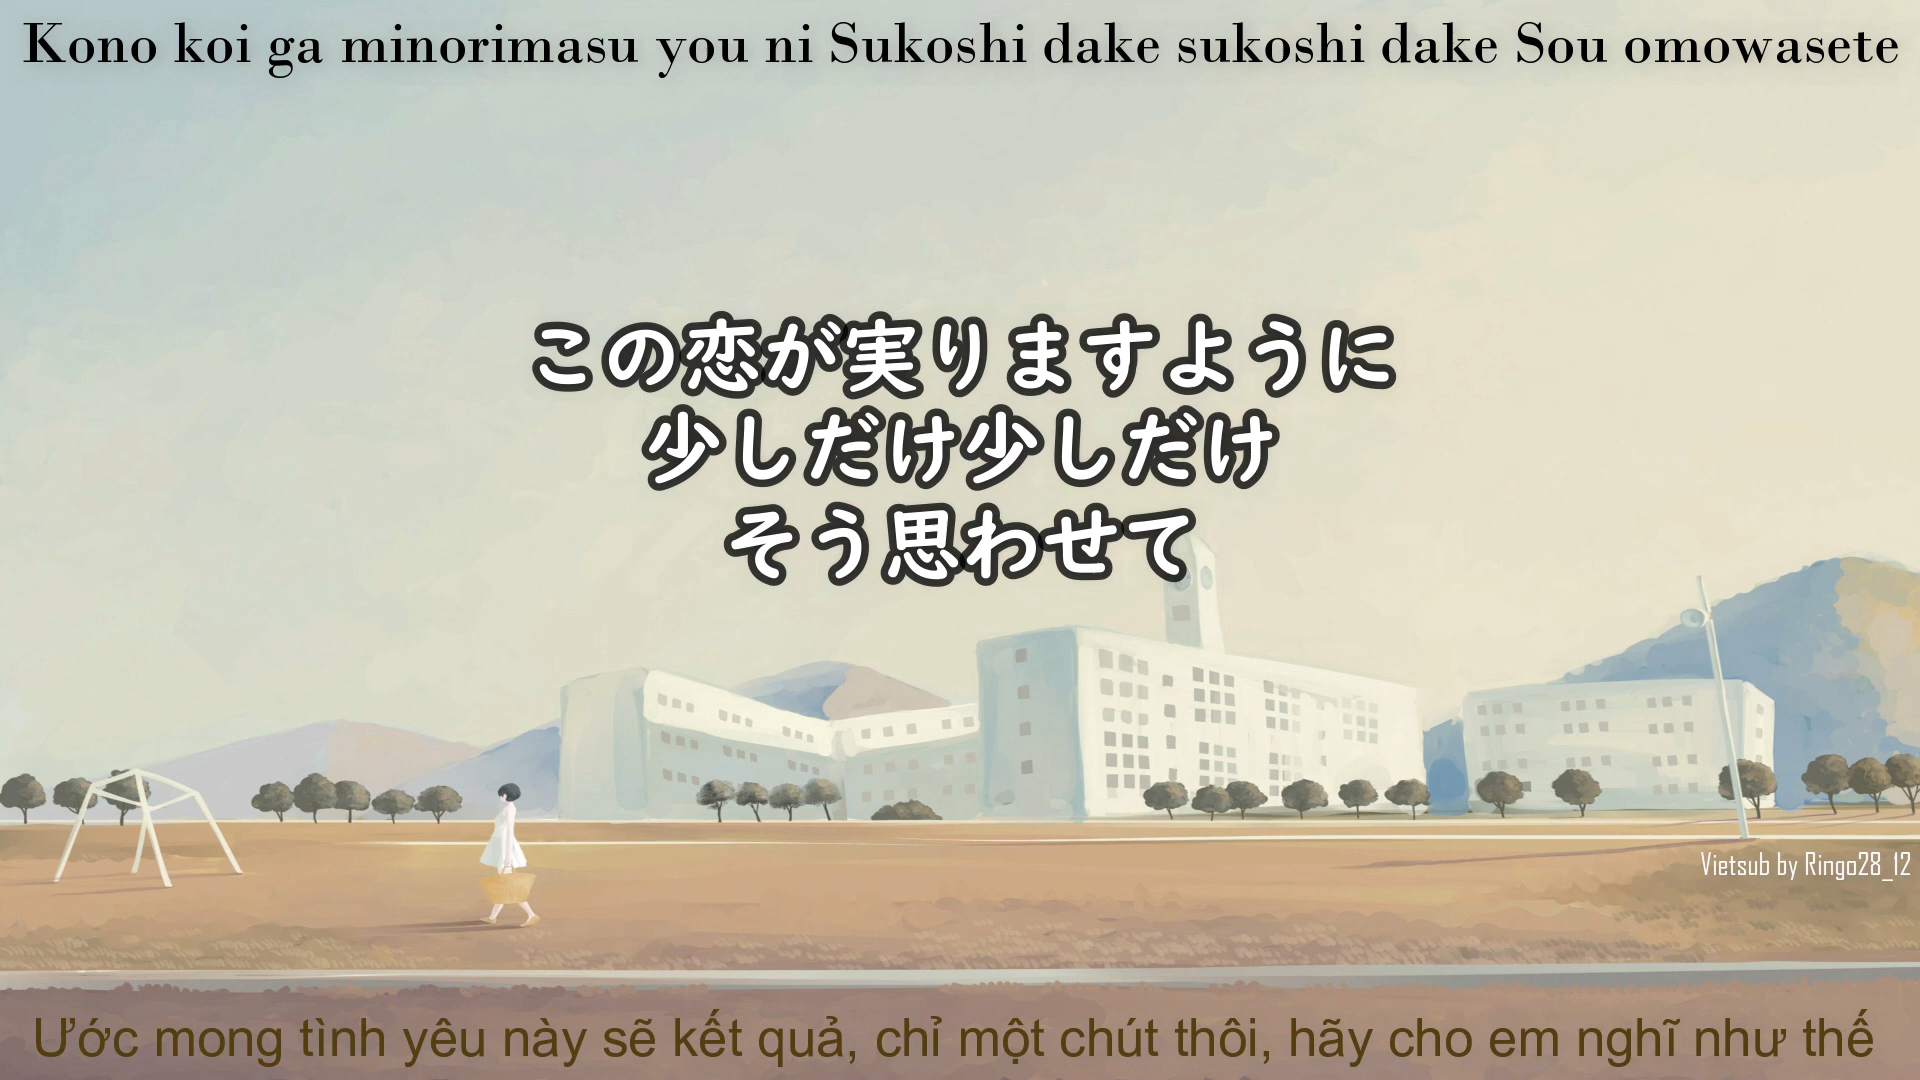 Kono koi ga minorimasu you ni Sukoshi dake sukoshi dake Sou omowasete
この恋が実りますように
少しだけ少しだけ
そう思わせて
Vietsub by Ringo28_12
Ước mong tình yêu này sẽ kết quả, chỉ một chút thôi, hãy cho em nghĩ như thế